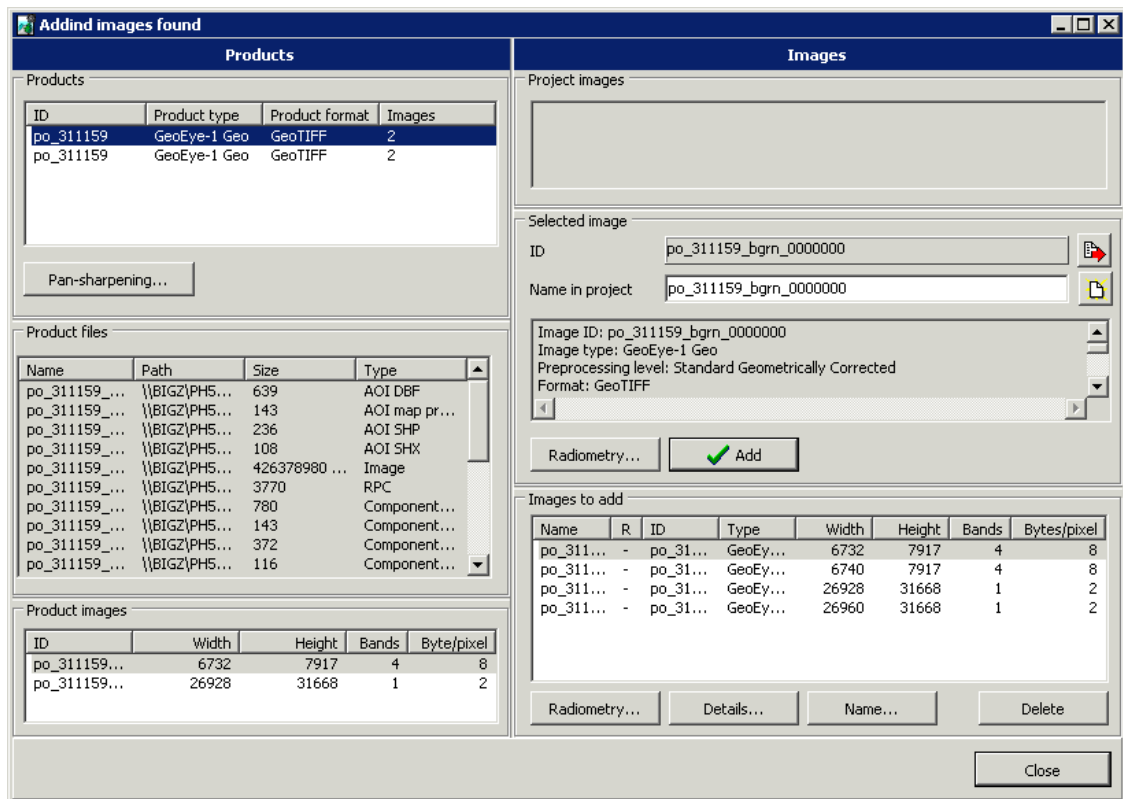 Addind images found
Products
Products
ID Product type Product format Images
po_311159 GeoEye-1 Geo GeoTIFF 2
po_311159 GeoEye-1 Geo GeoTIFF 2
Pan-sharpening...
Product files
Name Path Size Type
po_311159_... \\BIGZ\PH5... 639 AOI DBF
po_311159_... \\BIGZ\PH5... 143 AOI map pr...
po_311159_... \\BIGZ\PH5... 236 AOI SHP
po_311159_... \\BIGZ\PH5... 108 AOI SHX
po_311159_... \\BIGZ\PH5... 426378980 ... Image
po_311159_... \\BIGZ\PH5... 3770 RPC
po_311159_... \\BIGZ\PH5... 780 Component...
po_311159_... \\BIGZ\PH5... 143 Component...
po_311159_... \\BIGZ\PH5... 372 Component...
po_311159_... \\BIGZ\PH5... 116 Component...
Product images
ID Width Height Bands Byte/pixel
po_311159... 6732 7917 4 8
po_311159... 26928 31668 1 2
Images
Project images
Selected image
ID po_311159_bgrn_0000000
Name in project po_311159_bgrn_0000000
Image ID: po_311159_bgrn_0000000
Image type: GeoEye-1 Geo
Preprocessing level: Standard Geometrically Corrected
Format: GeoTIFF
Radiometry... Add
Images to add
Name R ID Type Width Height Bands Bytes/pixel
po_311... - po_31... GeoEy... 6732 7917 4 8
po_311... - po_31... GeoEy... 6740 7917 4 8
po_311... - po_31... GeoEy... 26928 31668 1 2
po_311... - po_31... GeoEy... 26960 31668 1 2
Radiometry... Details... Name... Delete
Close